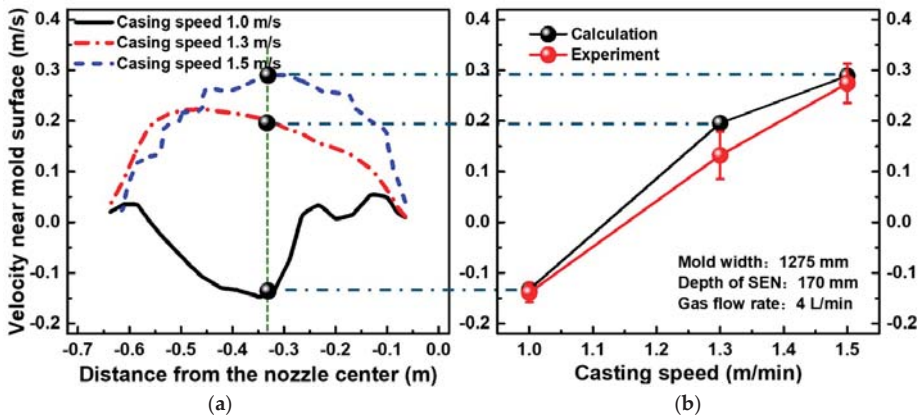 Casing speed 1.0 m/s
Casing speed 1.3 m/s
Casing speed 1.5 m/s
Velocity near mold surface (m/s)
0.4
0.3
0.2
0.1
0.0
-0.1
-0.2
-0.7 -0.6 -0.5 -0.4 -0.3 -0.2 -0.1 0.0
Distance from the nozzle center (m)
(a)
Calculation
Experiment
Mold width: 1275 mm
Depth of SEN: 170 mm
Gas flow rate: 4 L/min
0.4
0.3
0.2
0.1
0.0
-0.1
-0.2
1.0 1.1 1.2 1.3 1.4 1.5
Casting speed (m/min)
(b)